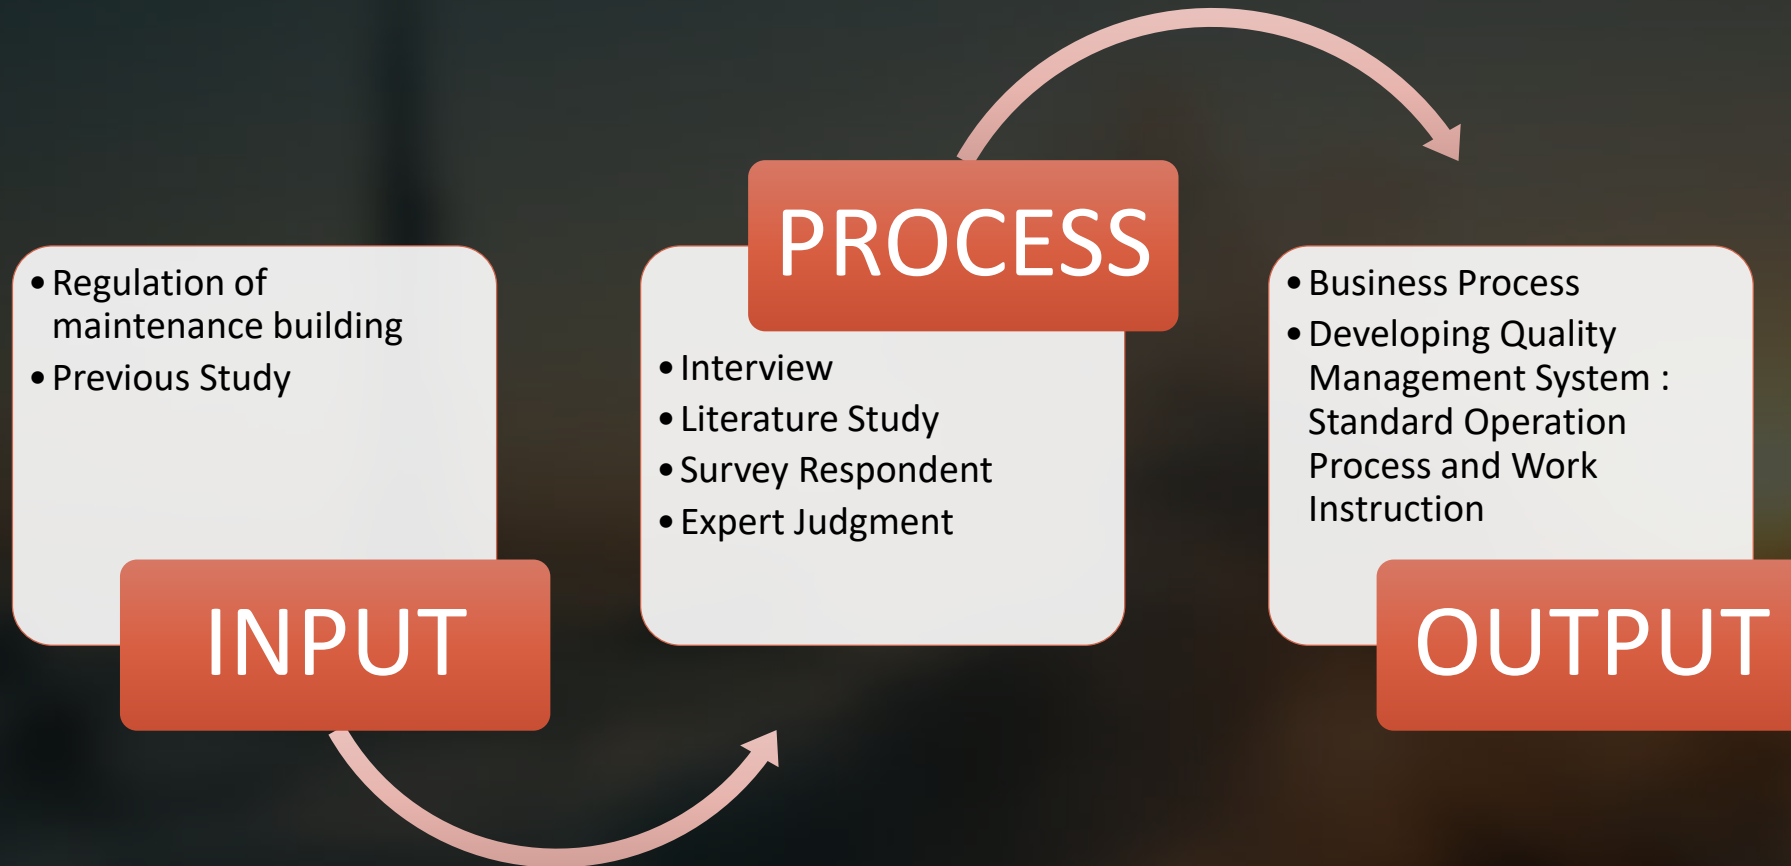 • Regulation of
maintenance building
• Previous Study
INPUT
PROCESS
• Interview
• Literature Study
• Survey Respondent
• Expert Judgment
• Business Process
• Developing Quality
Management System :
Standard Operation
Process and Work
Instruction
OUTPUT